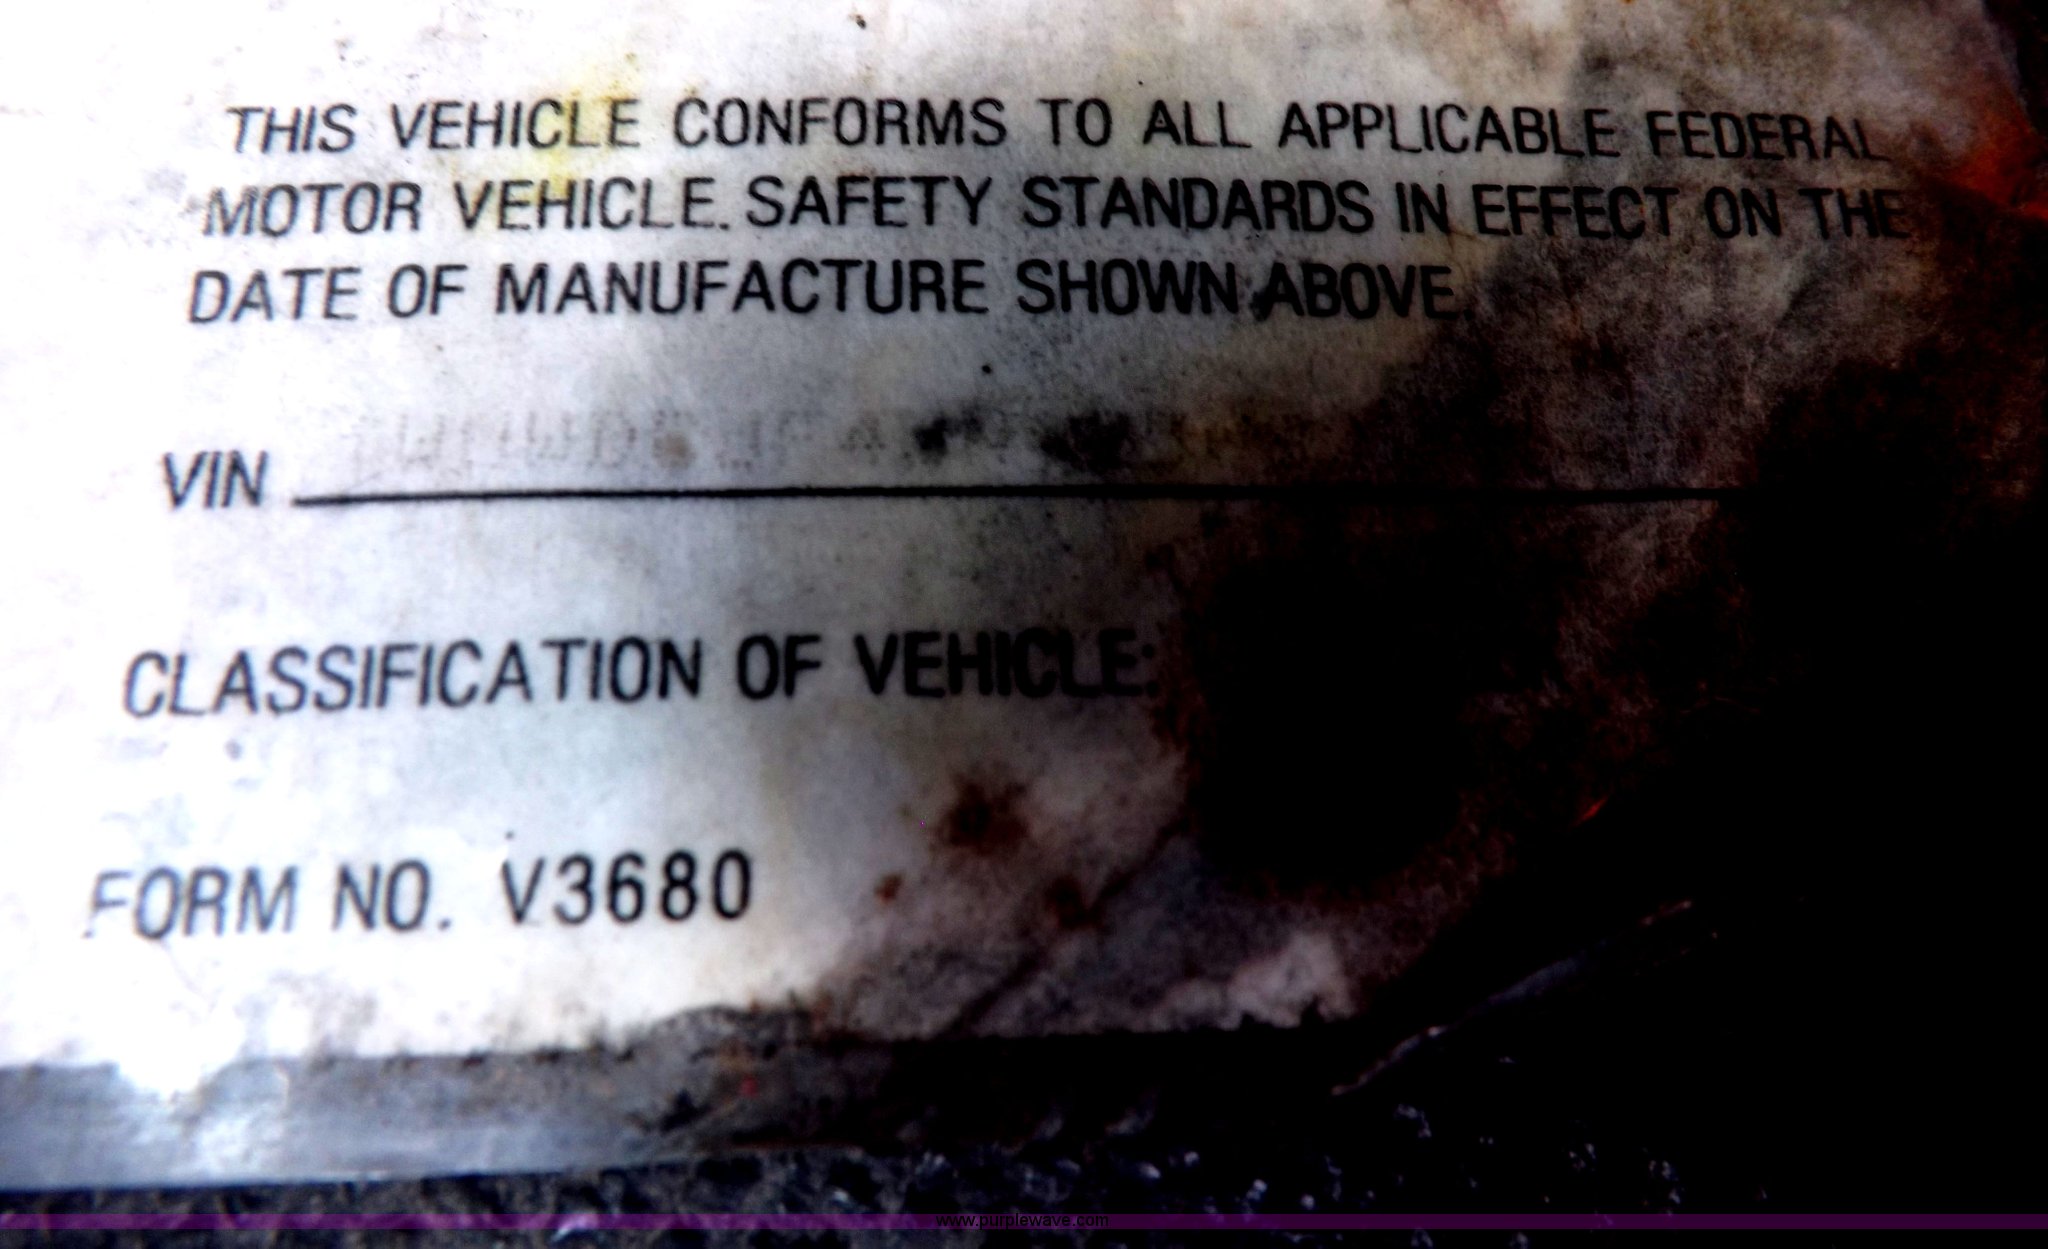 THIS VEHICLE CONFORMS TO ALL APPLICABLE FEDERAL
MOTOR VEHICLE SAFETY STANDARDS IN EFFECT ON THE
DATE OF MANUFACTURE SHOWN ABOVE.
VIN
CLASSIFICATION OF VEHICLE:
FORM NO. V3680
www.purplewave.com